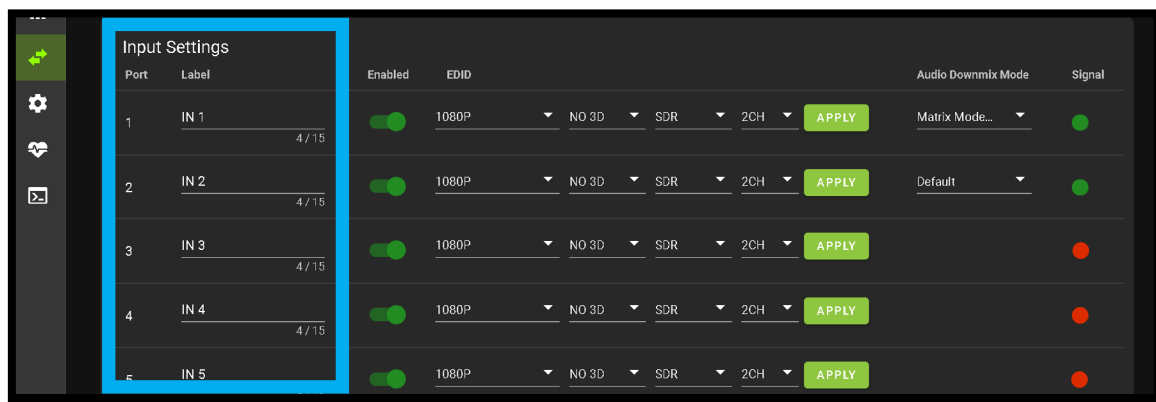 Input Settings
Port Label Enabled EDID Audio Downmix Mode Signal
1 IN 1 1080P NO 3D SDR 2CH APPLY Matrix Mode...
4 / 15
2 IN 2 1080P NO 3D SDR 2CH APPLY Default
4 / 15
3 IN 3 1080P NO 3D SDR 2CH APPLY
4 / 15
4 IN 4 1080P NO 3D SDR 2CH APPLY
4 / 15
IN 5 1080P NO 3D SDR 2CH APPLY